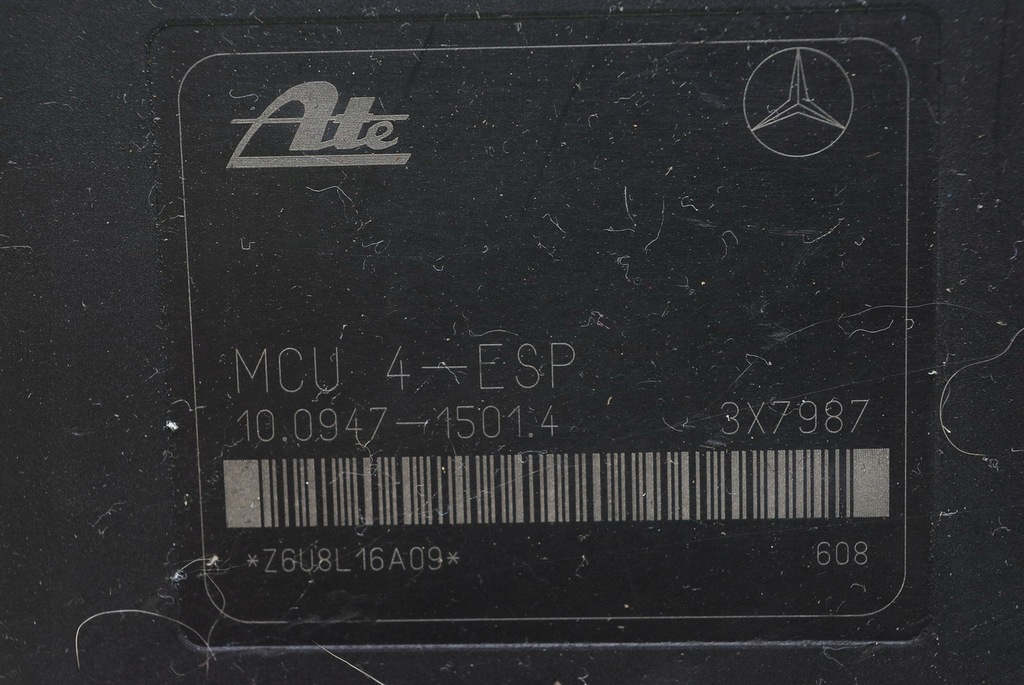 Ate
MCU 4-ESP
10.0947-1501.4 3X7987
*Z6U8L16A09* 608